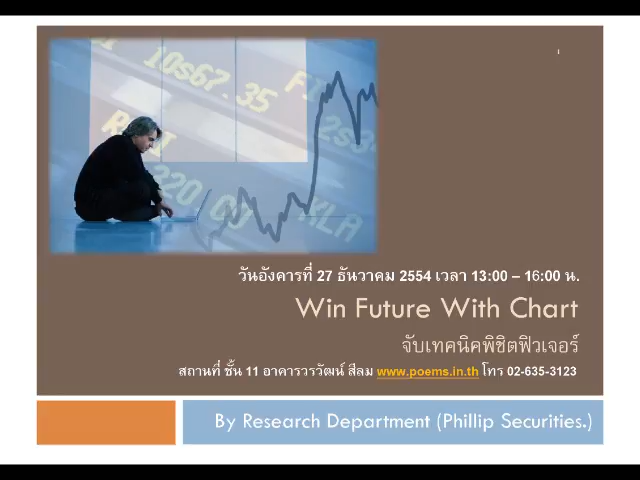 1
10s67.35
วันอังคารที่ 27 ธันวาคม 2554 เวลา 13:00 – 16:00 น.
Win Future With Chart
จับเทคนิคพิชิตฟิวเจอร์
สถานที่ ชั้น 11 อาคารวรวัฒน์ สีลม www.poems.in.th โทร 02-635-3123
By Research Department (Phillip Securities.)